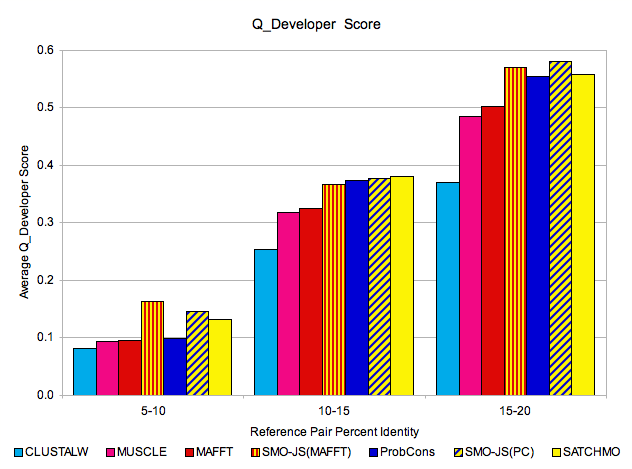 Q_Developer Score
0.6
0.5
0.4
0.3
0.2
0.1
0.0
Average Q_Developer Score
5-10
10-15
15-20
Reference Pair Percent Identity
CLUSTALW MUSCLE MAFFT SMO-JS(MAFFT) ProbCons SMO-JS(PC) SATCHMO